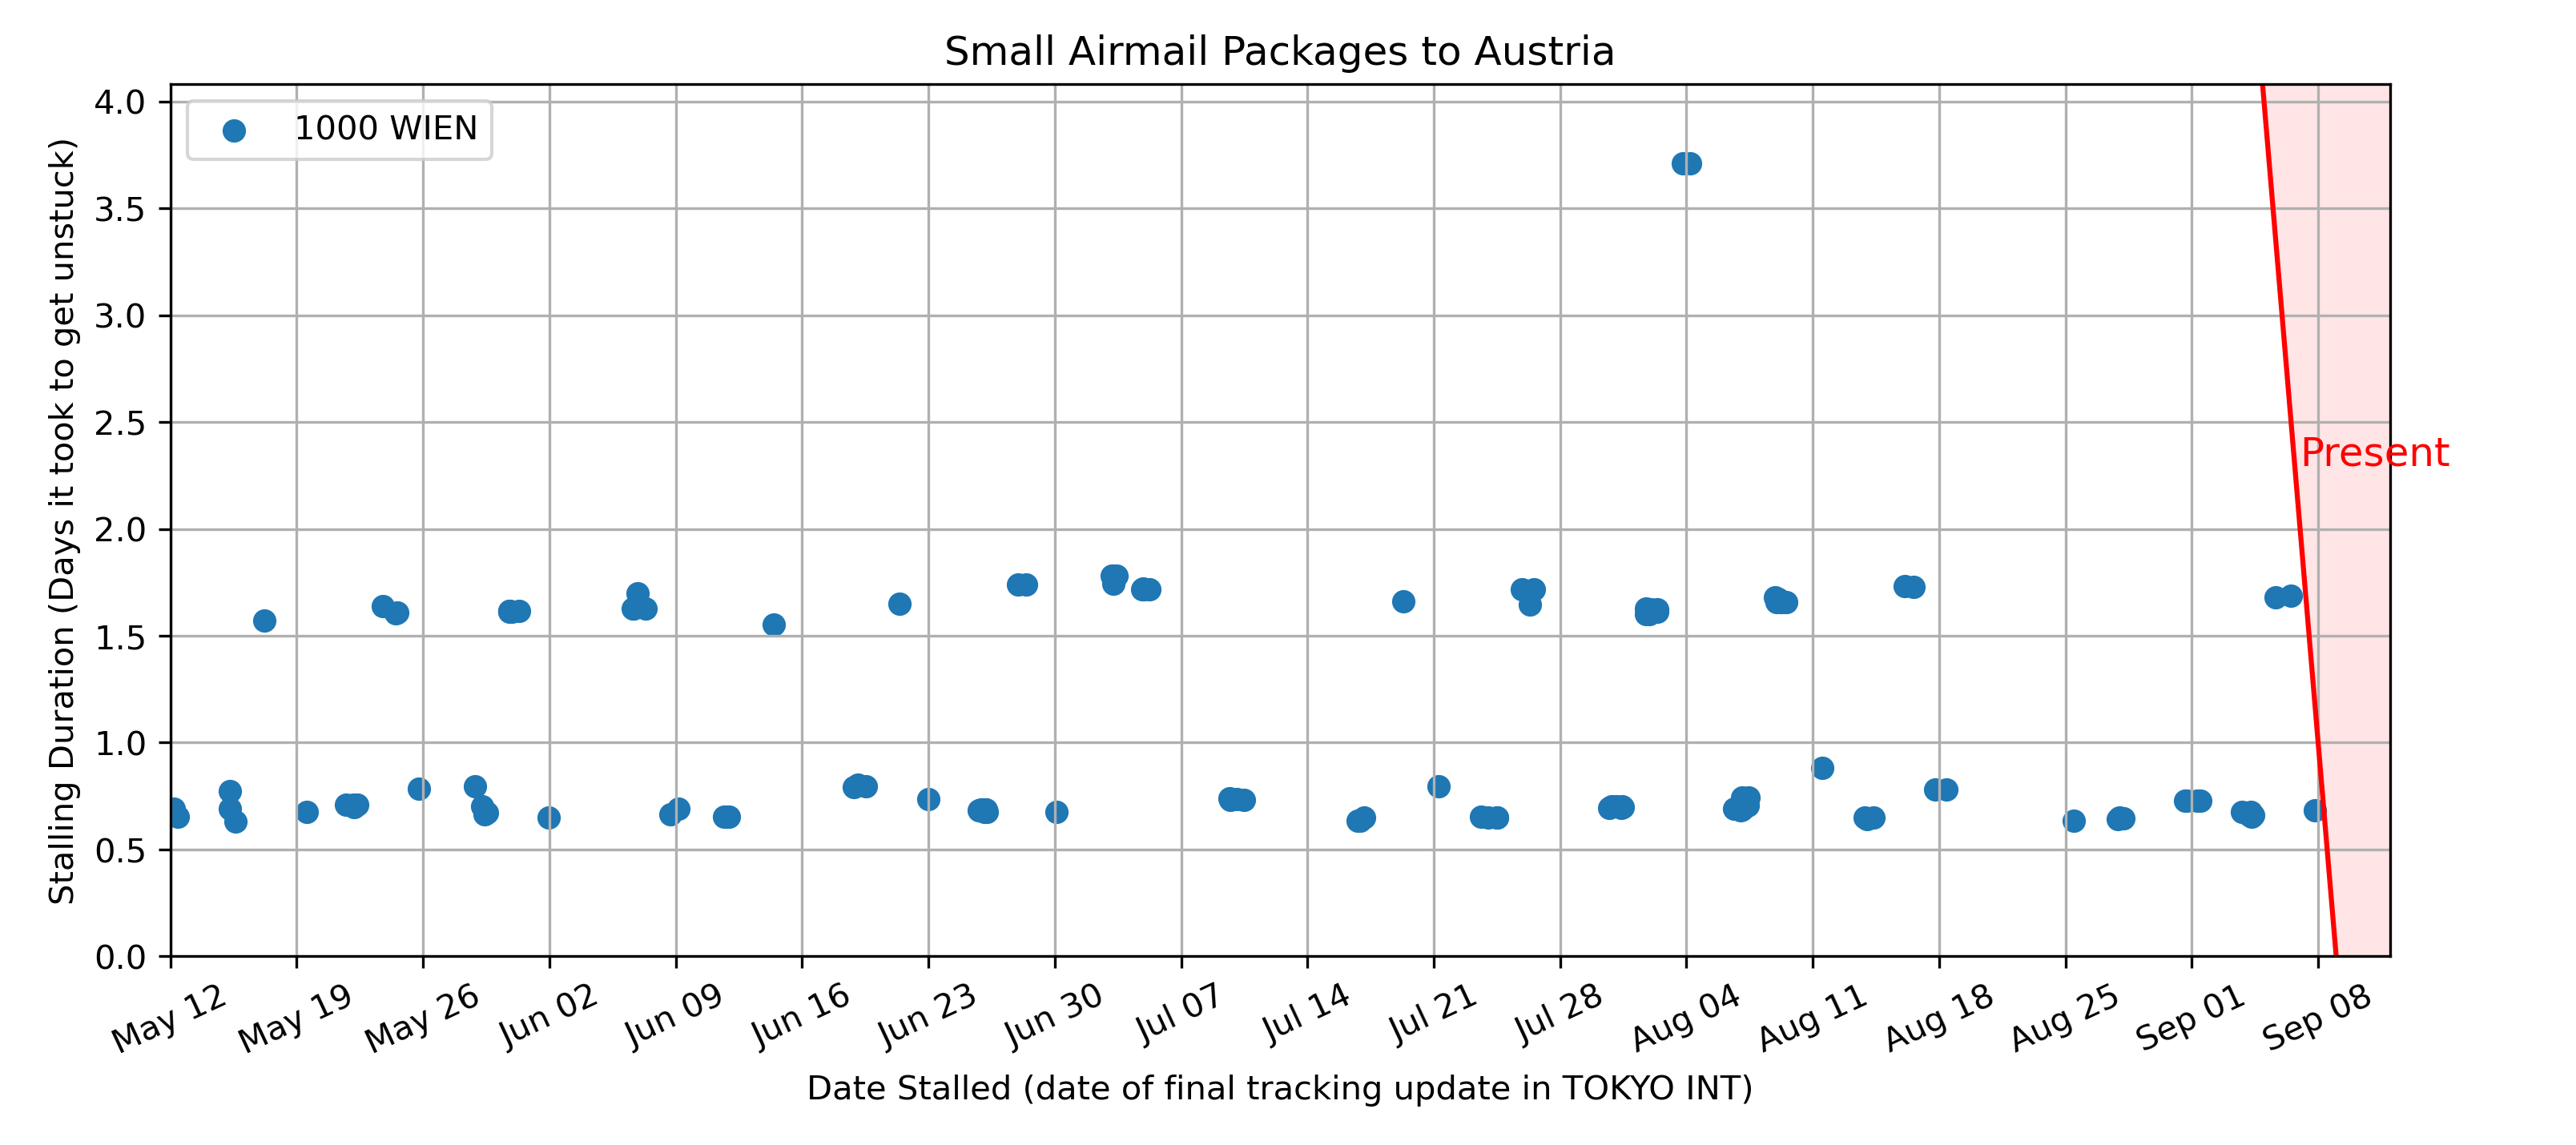 Small Airmail Packages to Austria
1000 WIEN
Stalling Duration (Days it took to get unstuck)
4.0
3.5
3.0
2.5
2.0
1.5
1.0
0.5
0.0
Present
May 12
May 19
May 26
Jun 02
Jun 09
Jun 16
Jun 23
Jun 30
Jul 07
Jul 14
Jul 21
Jul 28
Aug 04
Aug 11
Aug 18
Aug 25
Sep 01
Sep 08
Date Stalled (date of final tracking update in TOKYO INT)